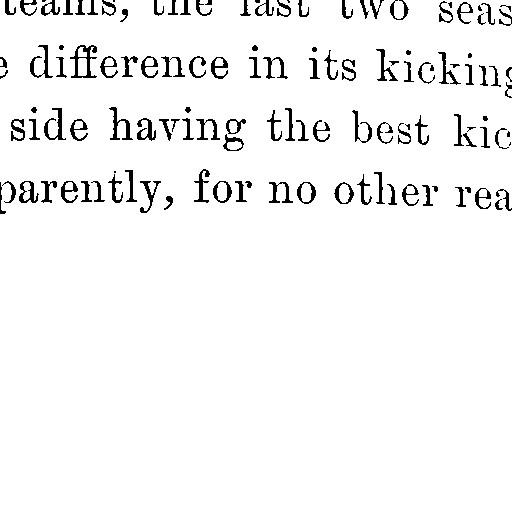 teams, the last two seas
e difference in its kicking
side having the best kic
parently, for no other rea